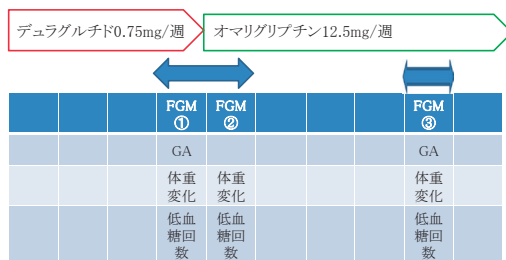 デュラグルチド0.75mg/週 オマリグリプチン12.5mg/週
FGM FGM FGM
① ② ③
GA GA
体重 体重 体重
変化 変化 変化
低血 低血 低血
糖回 糖回 糖回
数 数 数